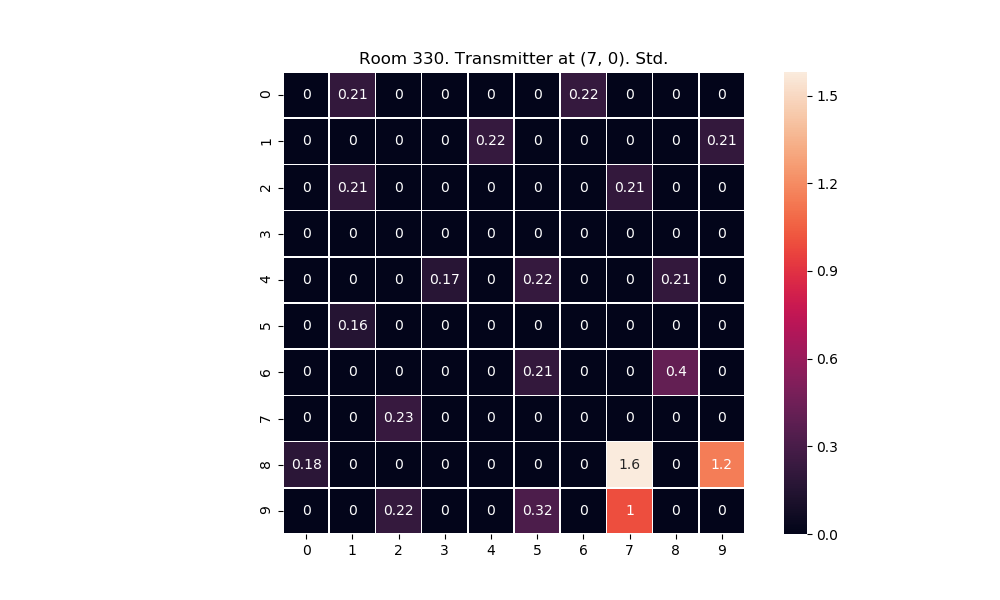 Room 330. Transmitter at (7, 0). Std.
0 0 0.21 0 0 0 0 0.22 0 0 0
1 0 0 0 0 0.22 0 0 0 0 0.21
2 0 0.21 0 0 0 0 0 0.21 0 0
3 0 0 0 0 0 0 0 0 0 0
4 0 0 0 0.17 0 0.22 0 0 0.21 0
5 0 0.16 0 0 0 0 0 0 0 0
6 0 0 0 0 0 0.21 0 0 0.4 0
7 0 0 0.23 0 0 0 0 0 0 0
8 0.18 0 0 0 0 0 0 1.6 0 1.2
9 0 0 0.22 0 0 0.32 0 1 0 0
0 1 2 3 4 5 6 7 8 9
1.5
1.2
0.9
0.6
0.3
0.0